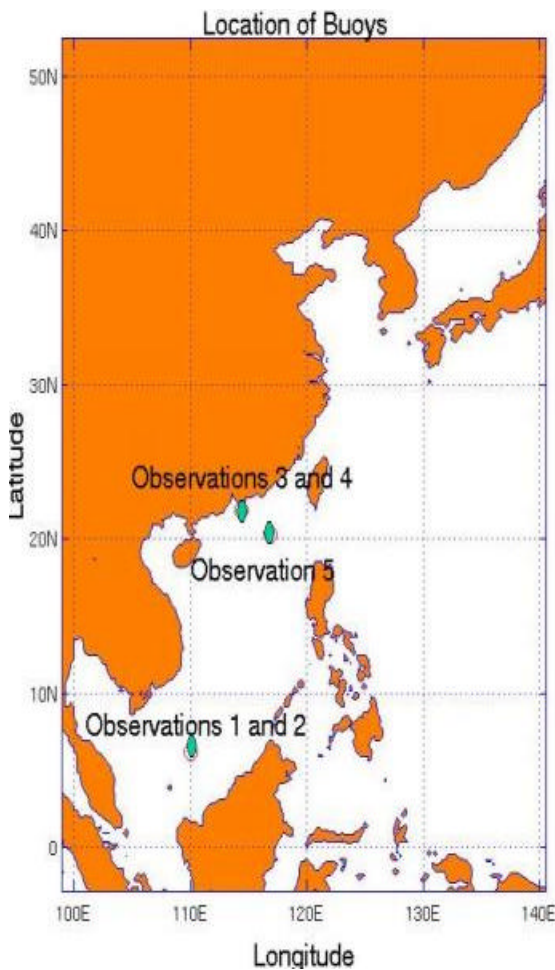 Location of Buoys
50N
40N
30N
Latitude
Observations 3 and 4
20N
Observation 5
10N
Observations 1 and 2
0
100E 110E 120E 130E 140E
Longitude